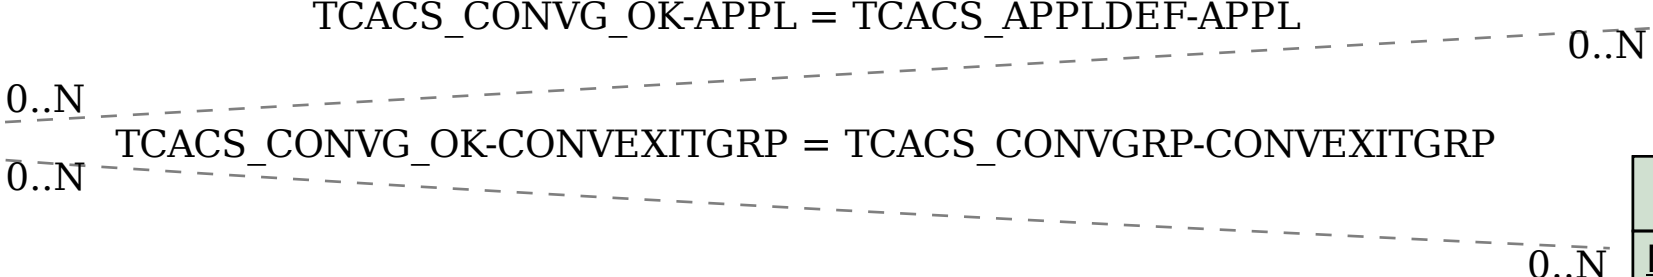 TCACS_CONVG_OK-APPL = TCACS_APPLDEF-APPL
0..N
0..N
TCACS_CONVG_OK-CONVEXITGRP = TCACS_CONVGRP-CONVEXITGRP
0..N
0..N